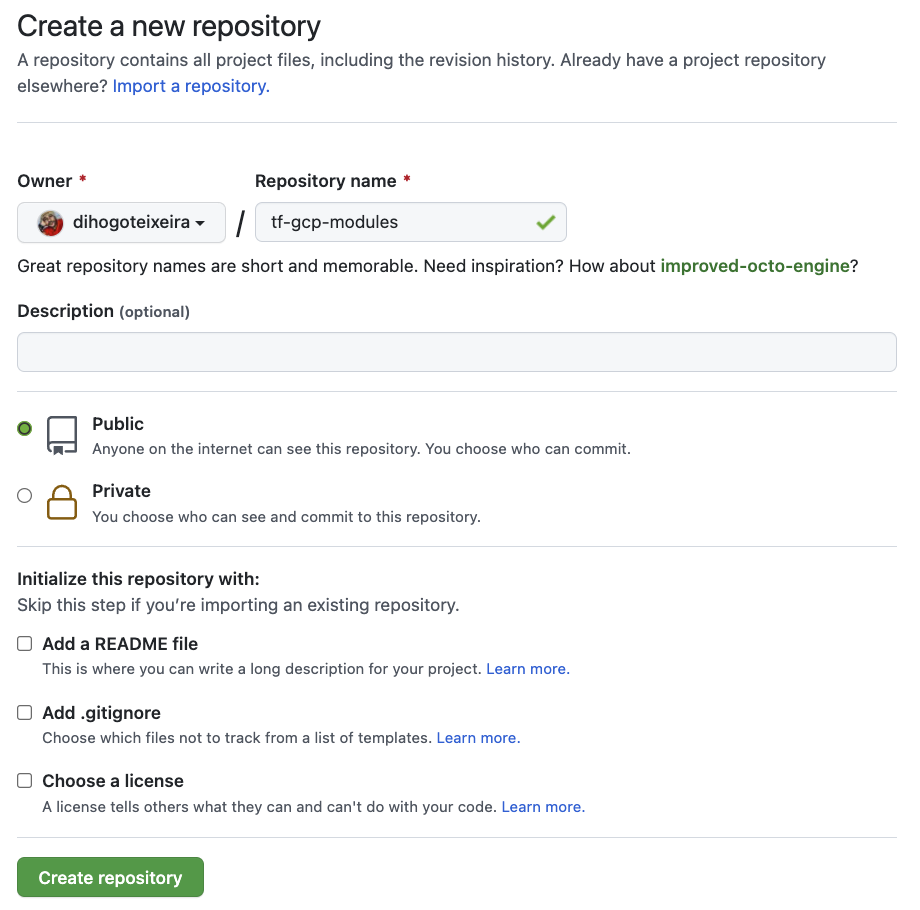 Create a new repository
A repository contains all project files, including the revision history. Already have a project repository
elsewhere? Import a repository.
Owner * Repository name *
dihogoteixeira / tf-gcp-modules
Great repository names are short and memorable. Need inspiration? How about improved-octo-engine?
Description (optional)
Public
Anyone on the internet can see this repository. You choose who can commit.
Private
You choose who can see and commit to this repository.
Initialize this repository with:
Skip this step if you’re importing an existing repository.
Add a README file
This is where you can write a long description for your project. Learn more.
Add .gitignore
Choose which files not to track from a list of templates. Learn more.
Choose a license
A license tells others what they can and can't do with your code. Learn more.
Create repository